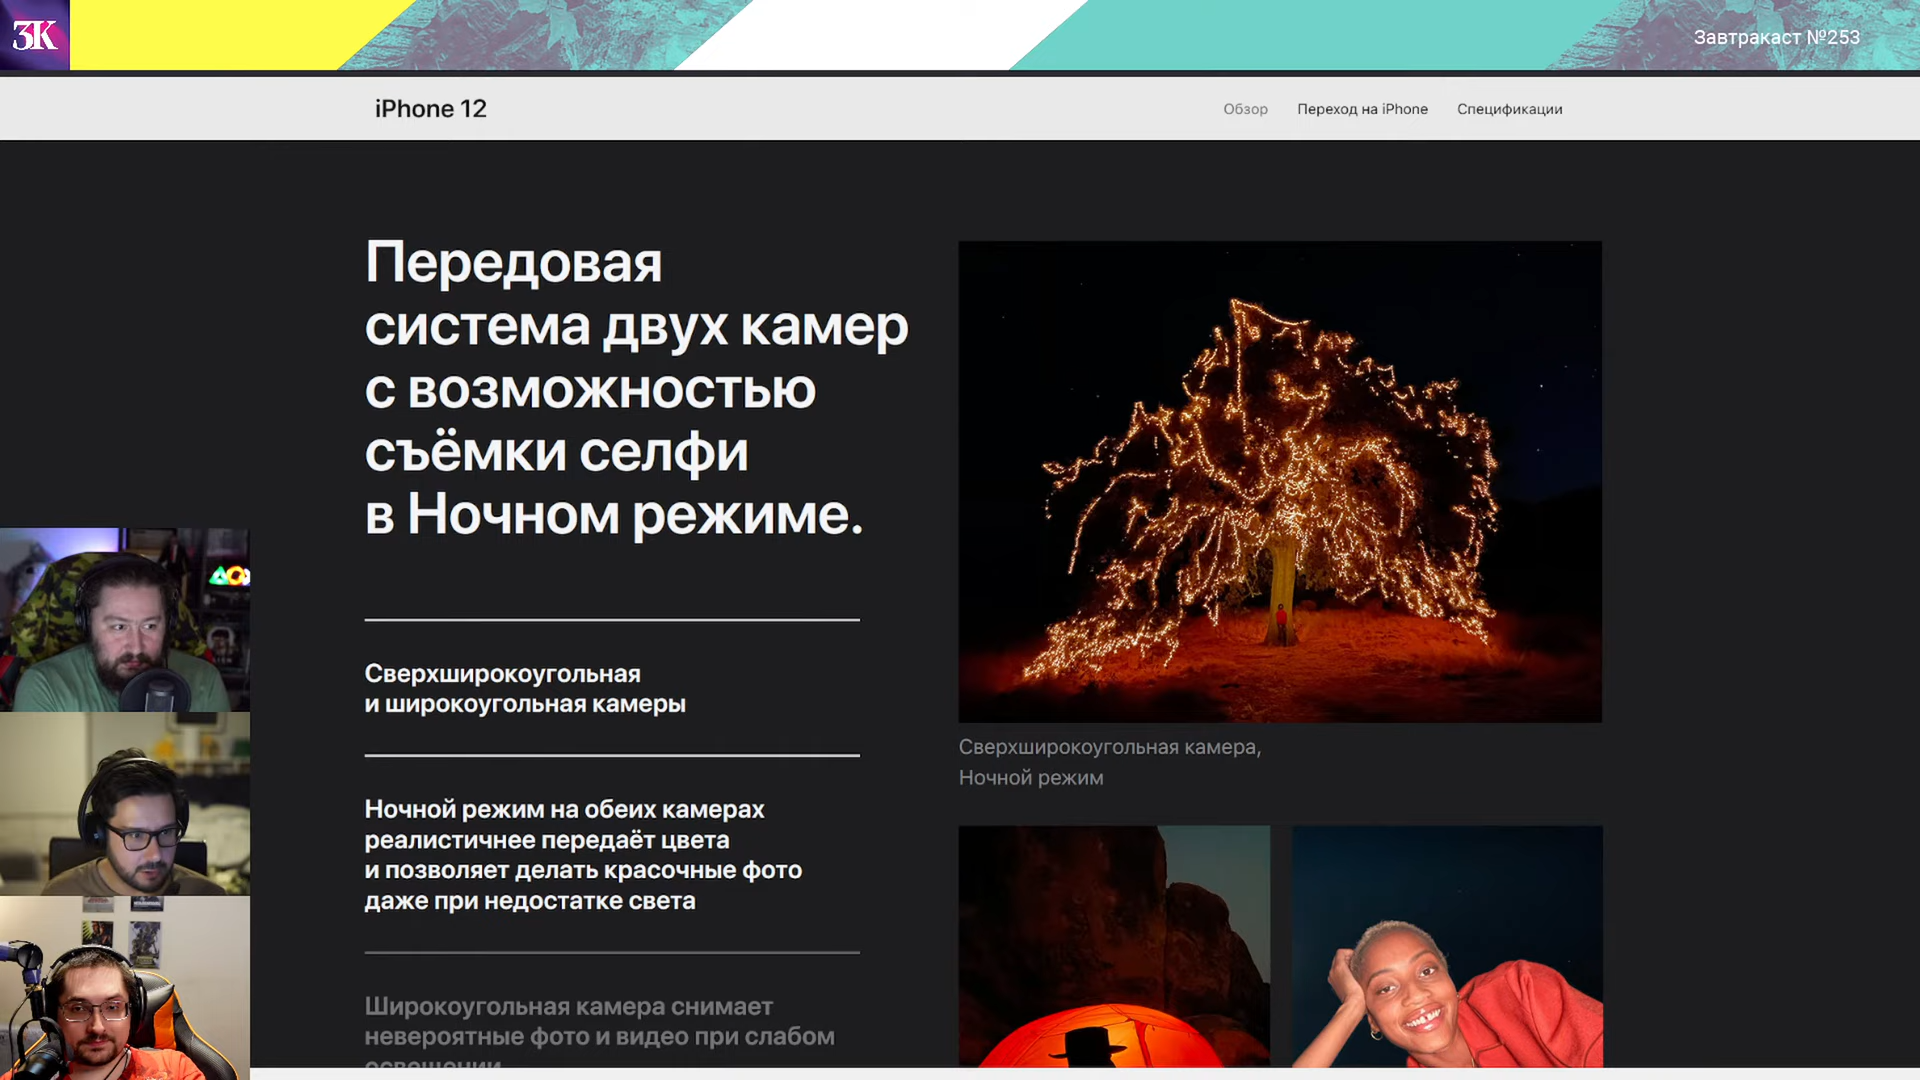 ЗК
Завтракаст №253
iPhone 12
Обзор
Переход на iPhone
Спецификации
Передовая
система двух камер
с возможностью
съёмки селфи
в Ночном режиме.
Сверхширокоугольная
и широкоугольная камеры
Ночной режим на обеих камерах
реалистичнее передаёт цвета
и позволяет делать красочные фото
даже при недостатке света
Широкоугольная камера снимает
невероятные фото и видео при слабом
освещении
Сверхширокоугольная камера,
Ночной режим